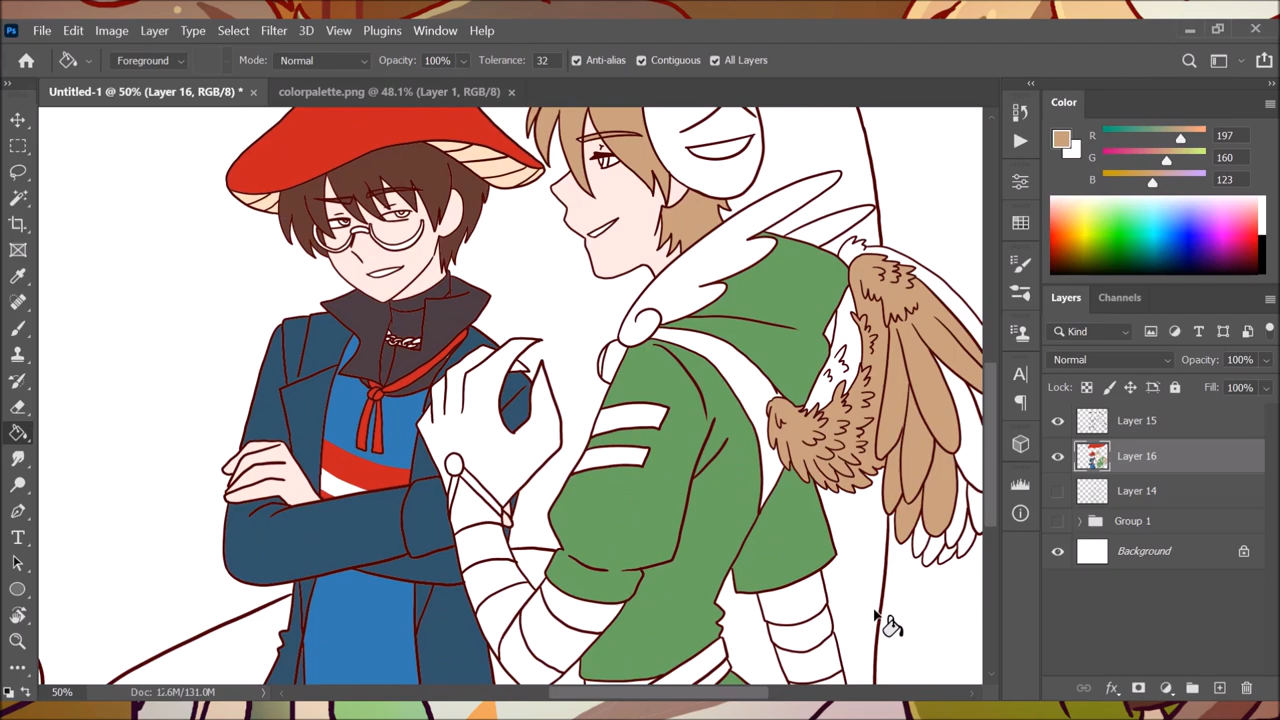 Ps File Edit Image Layer Type Select Filter 3D View Plugins Window Help
Foreground Mode: Normal Opacity: 100% Tolerance: 32 Anti-alias Contiguous All Layers
Untitled-1 @ 50% (Layer 16, RGB/8) * × colorpalette.png @ 48.1% (Layer 1, RGB/8) ×
Color
R 197
G 160
B 123
Layers Channels
Kind
Normal Opacity: 100%
Lock: Fill: 100%
Layer 15
Layer 16
Layer 14
Group 1
Background
50% Doc: 12.6M/131.0M